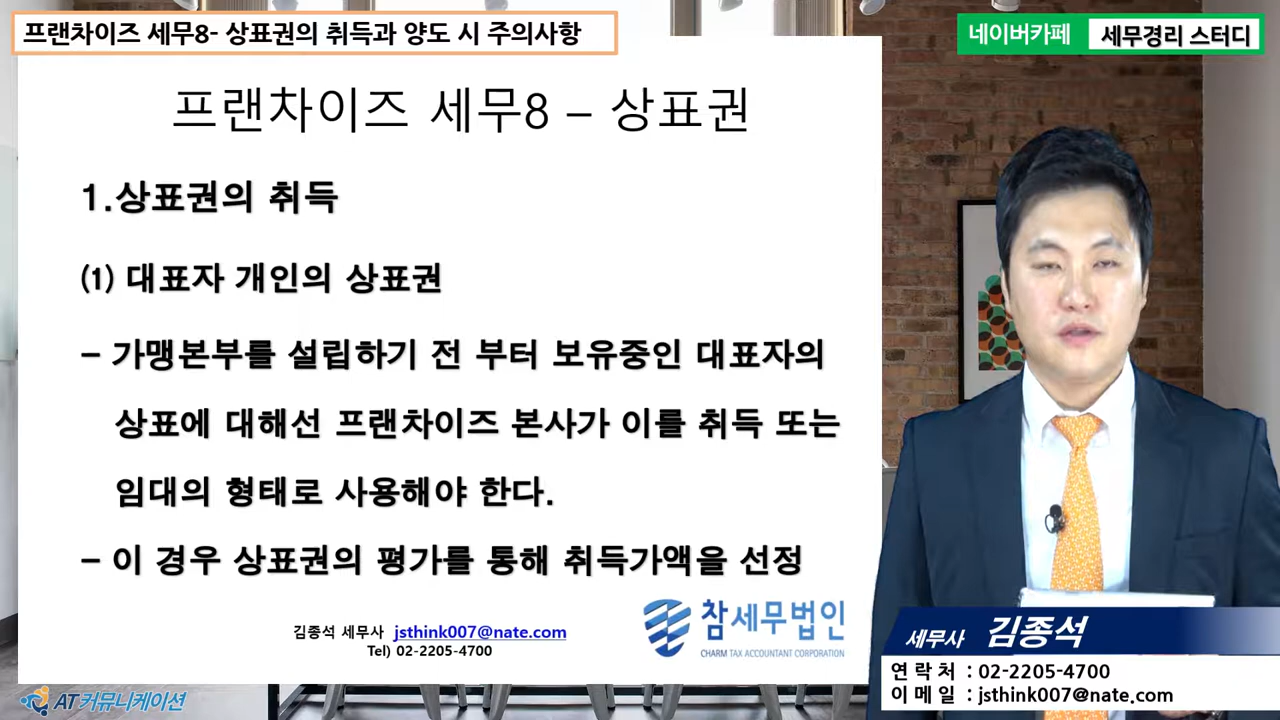 프랜차이즈 세무8- 상표권의 취득과 양도 시 주의사항
네이버카페 세무경리 스터디
프랜차이즈 세무8 – 상표권
1.상표권의 취득
⑴ 대표자 개인의 상표권
– 가맹본부를 설립하기 전 부터 보유중인 대표자의
상표에 대해선 프랜차이즈 본사가 이를 취득 또는
임대의 형태로 사용해야 한다.
– 이 경우 상표권의 평가를 통해 취득가액을 선정
김종석 세무사 jsthink007@nate.com
Tel) 02-2205-4700
참세무법인
CHARM TAX ACCOUNTANT CORPORATION
세무사 김종석
연 락 처 : 02-2205-4700
이 메 일 : jsthink007@nate.com
AT커뮤니케이션